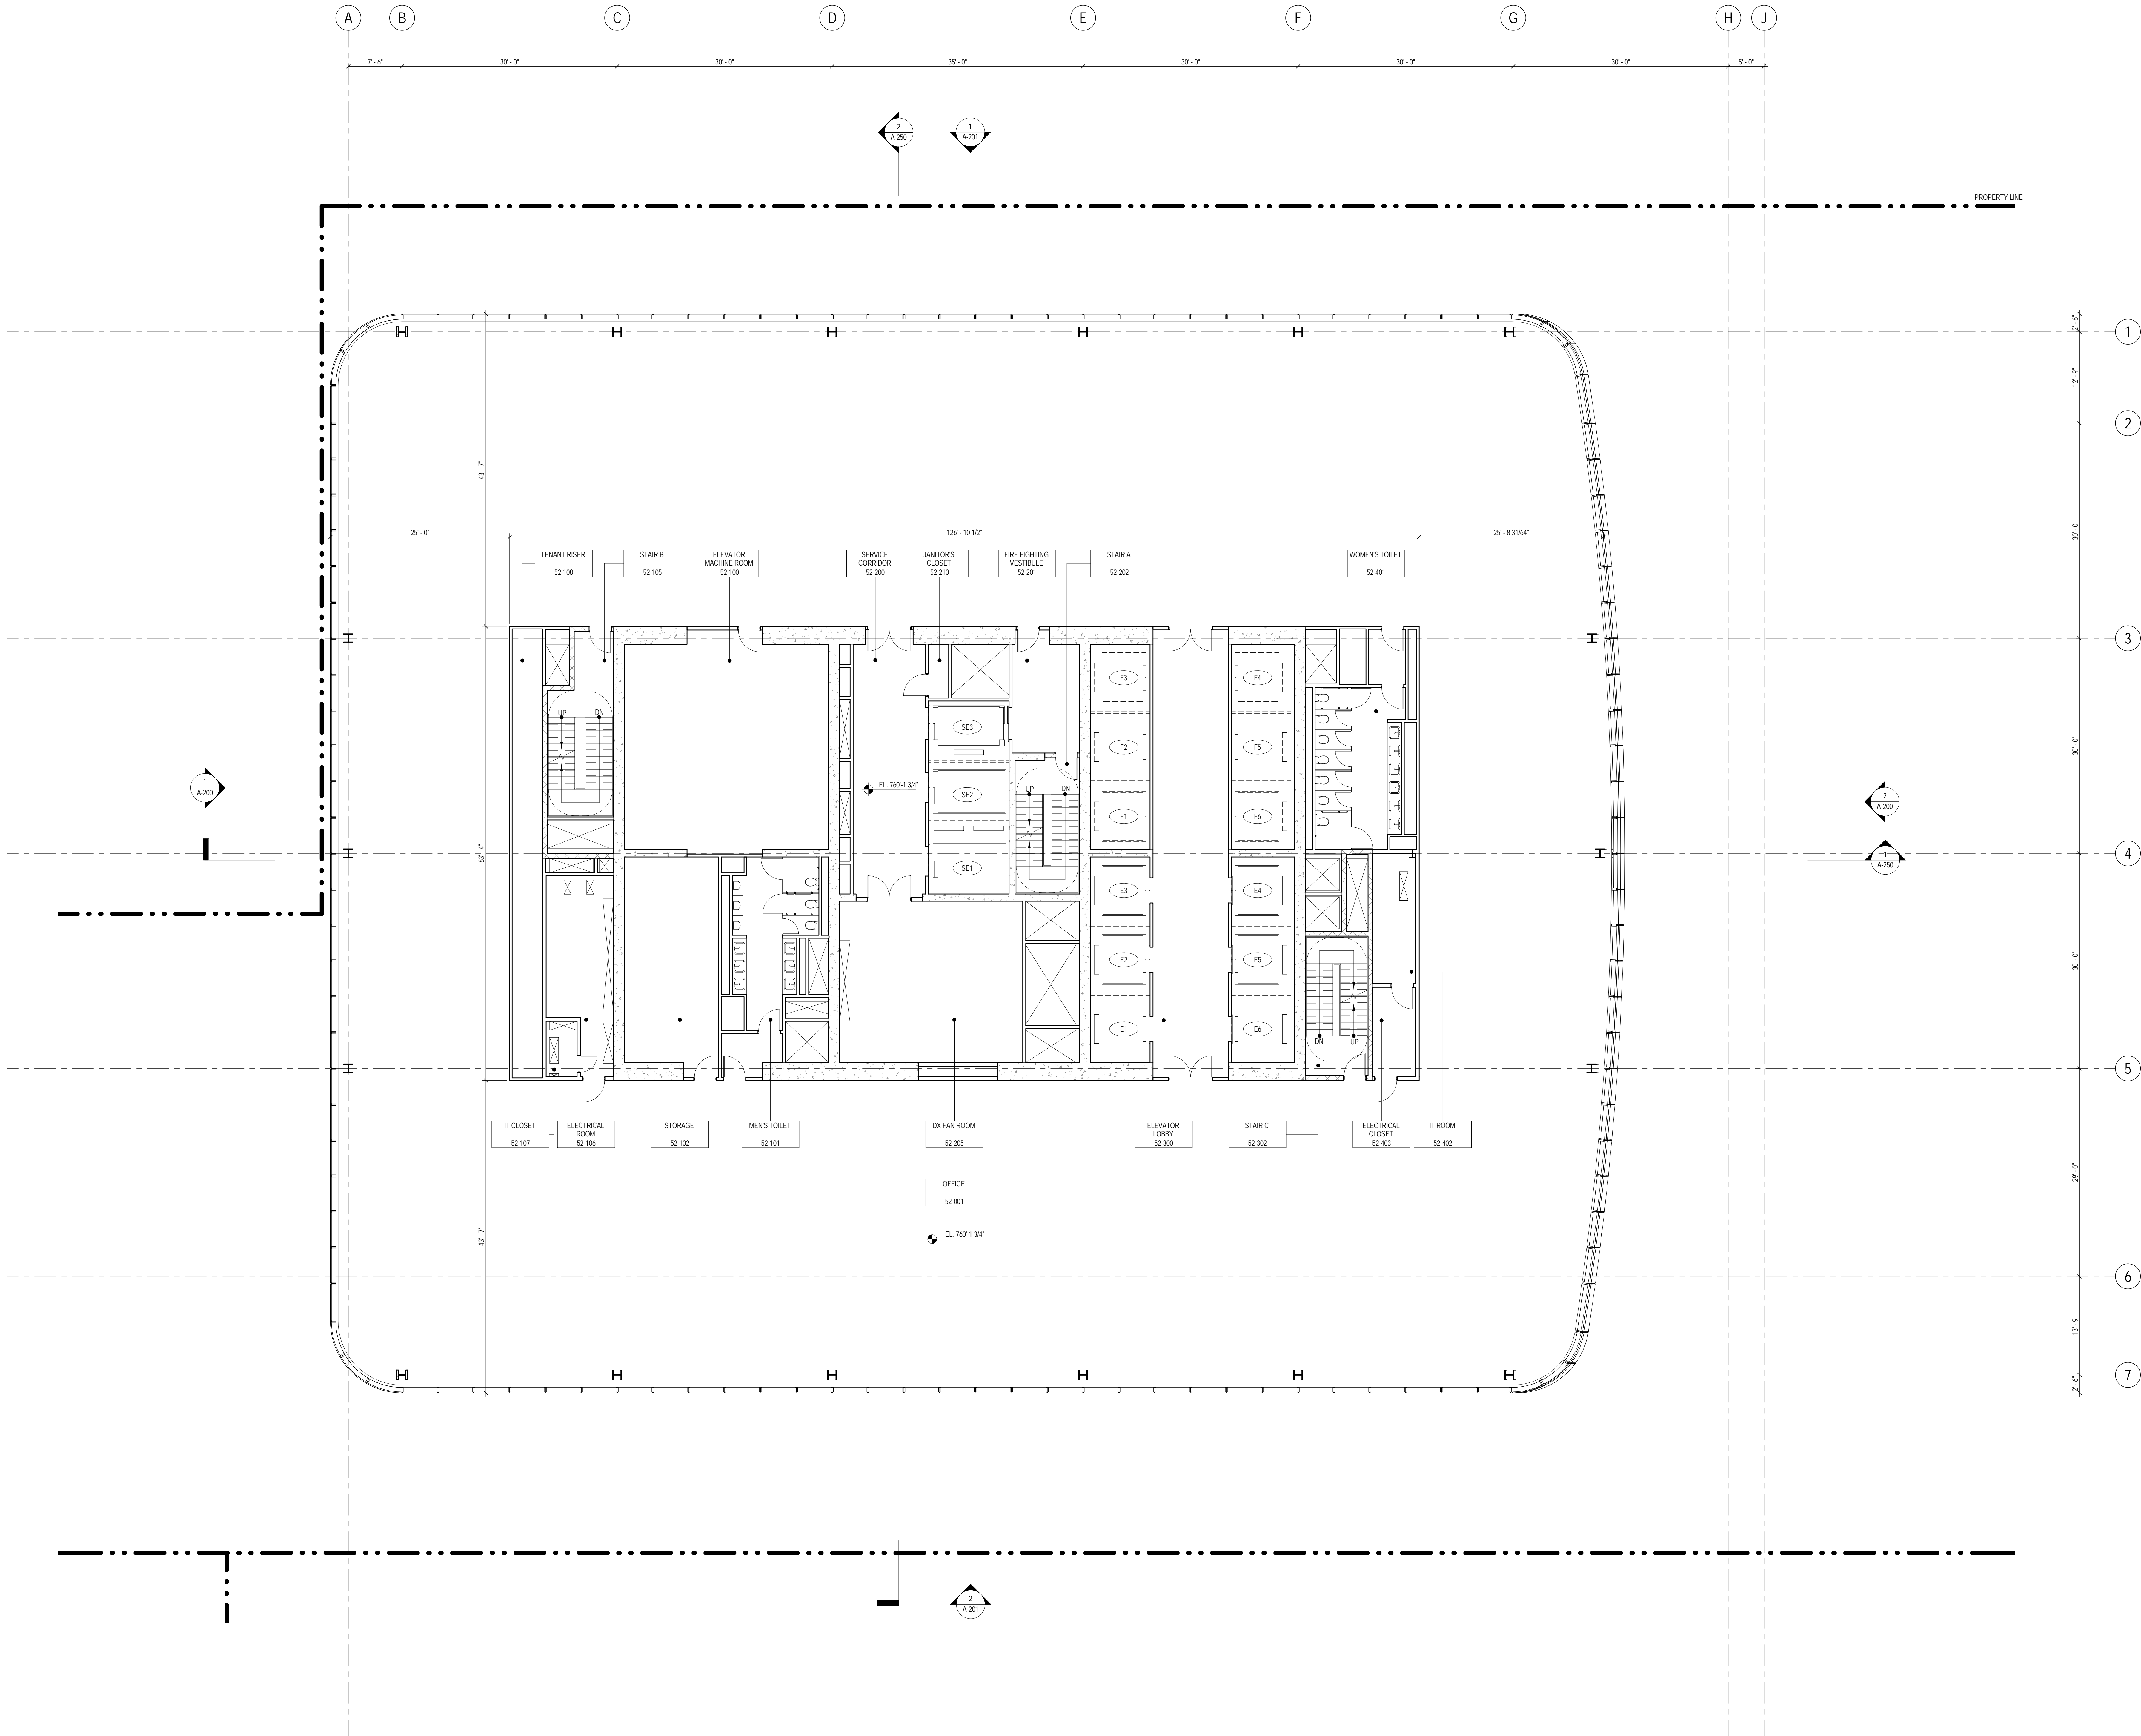 A
B
C
D
E
F
G
H
J
7' - 6"
30' - 0"
30' - 0"
35' - 0"
30' - 0"
30' - 0"
30' - 0"
5' - 0"
2
A-250
1
A-201
PROPERTY LINE
2' - 6"
1
12' - 9"
2
43' - 7"
30' - 0"
25' - 0"
126' - 10 1/2"
25' - 8 31/64"
TENANT RISER
52-108
STAIR B
52-105
ELEVATOR
MACHINE ROOM
52-100
SERVICE
CORRIDOR
52-200
JANITOR'S
CLOSET
52-210
FIRE FIGHTING
VESTIBULE
52-201
STAIR A
52-202
WOMEN'S TOILET
52-401
3
F3
F4
UP
DN
SE3
F2
F5
30' - 0"
1
A-200
EL. 760'-1 3/4"
SE2
UP
DN
F1
F6
2
A-200
63' - 4"
4
1
A-250
SE1
E3
E4
E2
E5
30' - 0"
E1
E6
DN
UP
5
IT CLOSET
52-107
ELECTRICAL
ROOM
52-106
STORAGE
52-102
MEN'S TOILET
52-101
DX FAN ROOM
52-205
ELEVATOR
LOBBY
52-300
STAIR C
52-302
ELECTRICAL
CLOSET
52-403
IT ROOM
52-402
29' - 0"
OFFICE
52-001
43' - 7"
EL. 760'-1 3/4"
6
13' - 9"
7
2' - 6"
2
A-201